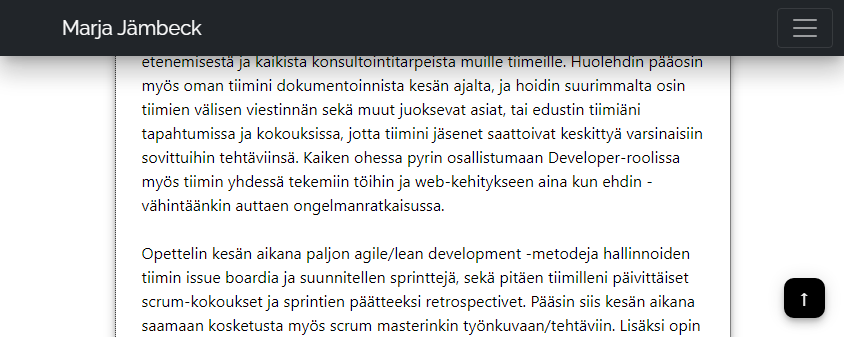 Marja Jämbeck
etenemisestä ja kaikista konsultointitarpeista muille tiimeille. Huolehdin pääosin
myös oman tiimini dokumentoinnista kesän ajalta, ja hoidin suurimmalta osin
tiimien välisen viestinnän sekä muut juoksevat asiat, tai edustin tiimiäni
tapahtumissa ja kokouksissa, jotta tiimini jäsenet saattoivat keskittyä varsinaisiin
sovittuihin tehtäviinsä. Kaiken ohessa pyrin osallistumaan Developer-roolissa
myös tiimin yhdessä tekemiin töihin ja web-kehitykseen aina kun ehdin -
vähintäänkin auttaen ongelmanratkaisussa.
Opettelin kesän aikana paljon agile/lean development -metodeja hallinnoiden
tiimin issue boardia ja suunnitellen sprinttejä, sekä pitäen tiimilleni päivittäiset
scrum-kokoukset ja sprintien päätteeksi retrospectivet. Pääsin siis kesän aikana
saamaan kosketusta myös scrum masterinkin työnkuvaan/tehtäviin. Lisäksi opin